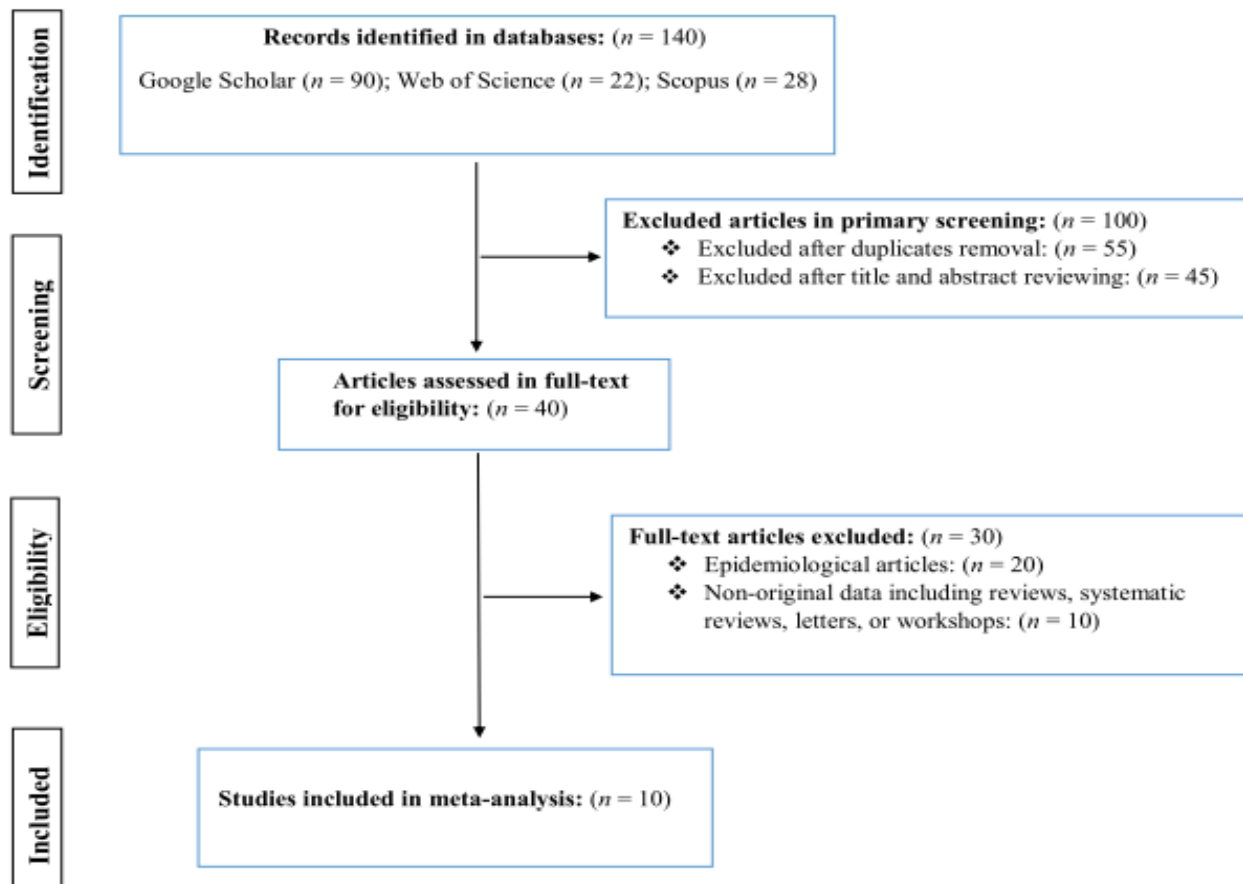 Identification
Records identified in databases: (n = 140)
Google Scholar (n = 90); Web of Science (n = 22); Scopus (n = 28)
Screening
Excluded articles in primary screening: (n = 100)
❖ Excluded after duplicates removal: (n = 55)
❖ Excluded after title and abstract reviewing: (n = 45)
Articles assessed in full-text
for eligibility: (n = 40)
Eligibility
Full-text articles excluded: (n = 30)
❖ Epidemiological articles: (n = 20)
❖ Non-original data including reviews, systematic
reviews, letters, or workshops: (n = 10)
Included
Studies included in meta-analysis: (n = 10)